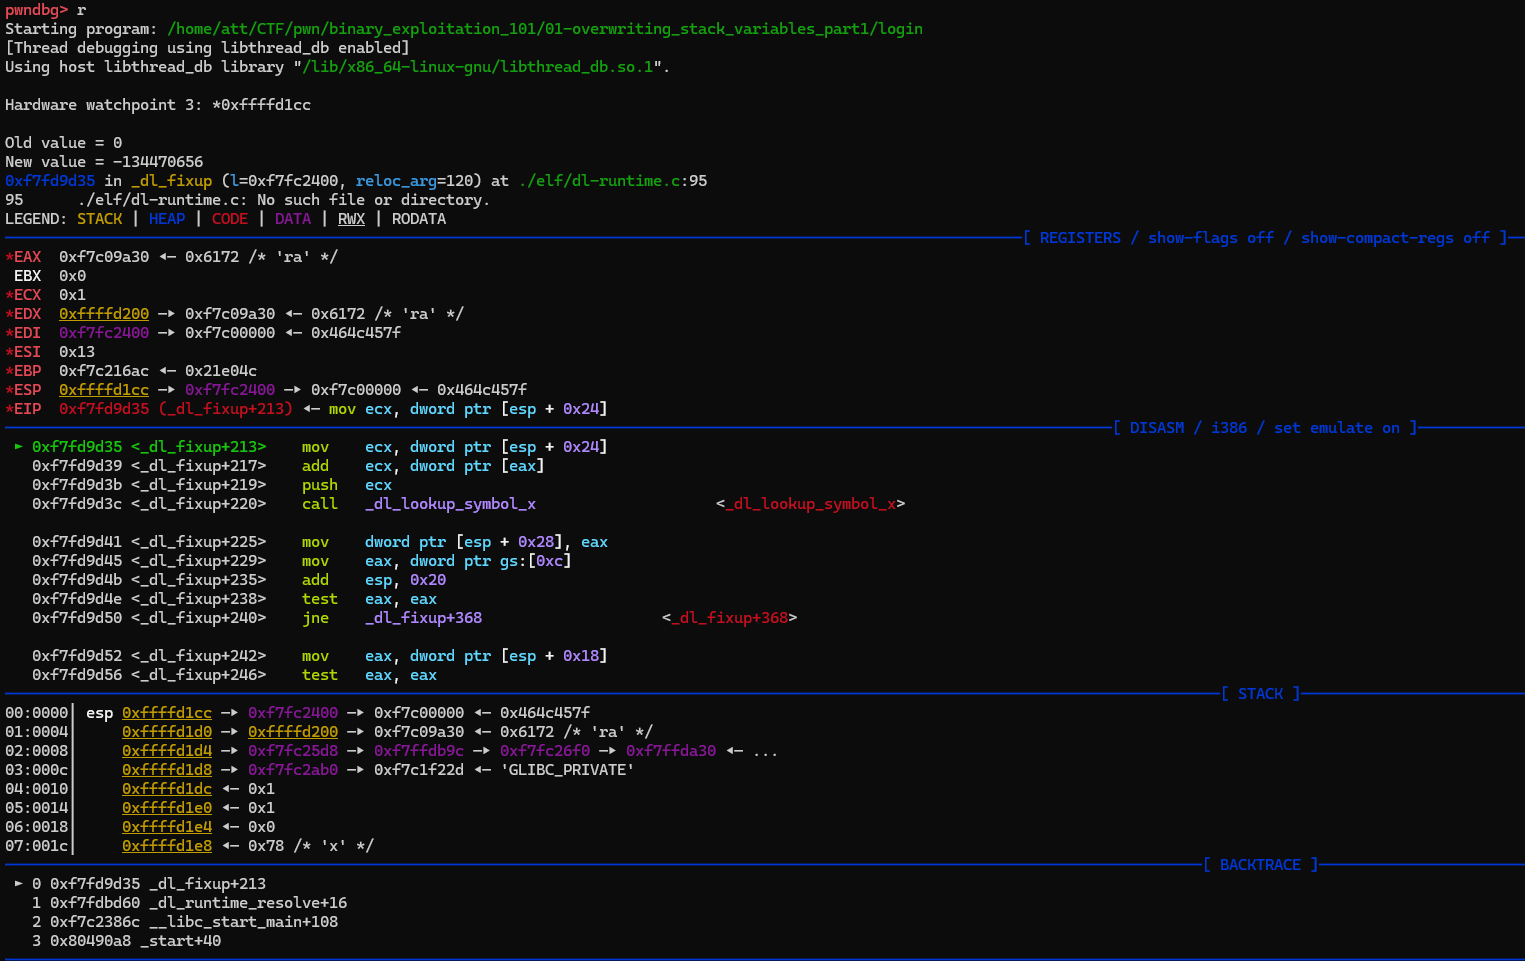 pwndbg> r
Starting program: /home/att/CTF/pwn/binary_exploitation_101/01-overwriting_stack_variables_part1/login
[Thread debugging using libthread_db enabled]
Using host libthread_db library "/lib/x86_64-linux-gnu/libthread_db.so.1".
Hardware watchpoint 3: *0xffffd1cc
Old value = 0
New value = -134470656
0xf7fd9d35 in _dl_fixup (l=0xf7fc2400, reloc_arg=120) at ./elf/dl-runtime.c:95
95      ./elf/dl-runtime.c: No such file or directory.
LEGEND: STACK | HEAP | CODE | DATA | RWX | RODATA
[ REGISTERS / show-flags off / show-compact-regs off ]
*EAX  0xf7c09a30 ◂— 0x6172 /* 'ra' */
 EBX  0x0
*ECX  0x1
*EDX  0xffffd200 —▸ 0xf7c09a30 ◂— 0x6172 /* 'ra' */
*EDI  0xf7fc2400 —▸ 0xf7c00000 ◂— 0x464c457f
*ESI  0x13
*EBP  0xf7c216ac ◂— 0x21e04c
*ESP  0xffffd1cc —▸ 0xf7fc2400 —▸ 0xf7c00000 ◂— 0x464c457f
*EIP  0xf7fd9d35 (_dl_fixup+213) ◂— mov ecx, dword ptr [esp + 0x24]
[ DISASM / i386 / set emulate on ]
 ► 0xf7fd9d35 <_dl_fixup+213>    mov    ecx, dword ptr [esp + 0x24]
   0xf7fd9d39 <_dl_fixup+217>    add    ecx, dword ptr [eax]
   0xf7fd9d3b <_dl_fixup+219>    push   ecx
   0xf7fd9d3c <_dl_fixup+220>    call   _dl_lookup_symbol_x                    <_dl_lookup_symbol_x>
   0xf7fd9d41 <_dl_fixup+225>    mov    dword ptr [esp + 0x28], eax
   0xf7fd9d45 <_dl_fixup+229>    mov    eax, dword ptr gs:[0xc]
   0xf7fd9d4b <_dl_fixup+235>    add    esp, 0x20
   0xf7fd9d4e <_dl_fixup+238>    test   eax, eax
   0xf7fd9d50 <_dl_fixup+240>    jne    _dl_fixup+368                    <_dl_fixup+368>
   0xf7fd9d52 <_dl_fixup+242>    mov    eax, dword ptr [esp + 0x18]
   0xf7fd9d56 <_dl_fixup+246>    test   eax, eax
[ STACK ]
00:0000│ esp 0xffffd1cc —▸ 0xf7fc2400 —▸ 0xf7c00000 ◂— 0x464c457f
01:0004│     0xffffd1d0 —▸ 0xffffd200 —▸ 0xf7c09a30 ◂— 0x6172 /* 'ra' */
02:0008│     0xffffd1d4 —▸ 0xf7fc25d8 —▸ 0xf7ffdb9c —▸ 0xf7fc26f0 —▸ 0xf7ffda30 ◂— ...
03:000c│     0xffffd1d8 —▸ 0xf7fc2ab0 —▸ 0xf7c1f22d ◂— 'GLIBC_PRIVATE'
04:0010│     0xffffd1dc ◂— 0x1
05:0014│     0xffffd1e0 ◂— 0x1
06:0018│     0xffffd1e4 ◂— 0x0
07:001c│     0xffffd1e8 ◂— 0x78 /* 'x' */
[ BACKTRACE ]
 ► 0 0xf7fd9d35 _dl_fixup+213
   1 0xf7fdbd60 _dl_runtime_resolve+16
   2 0xf7c2386c __libc_start_main+108
   3 0x80490a8 _start+40